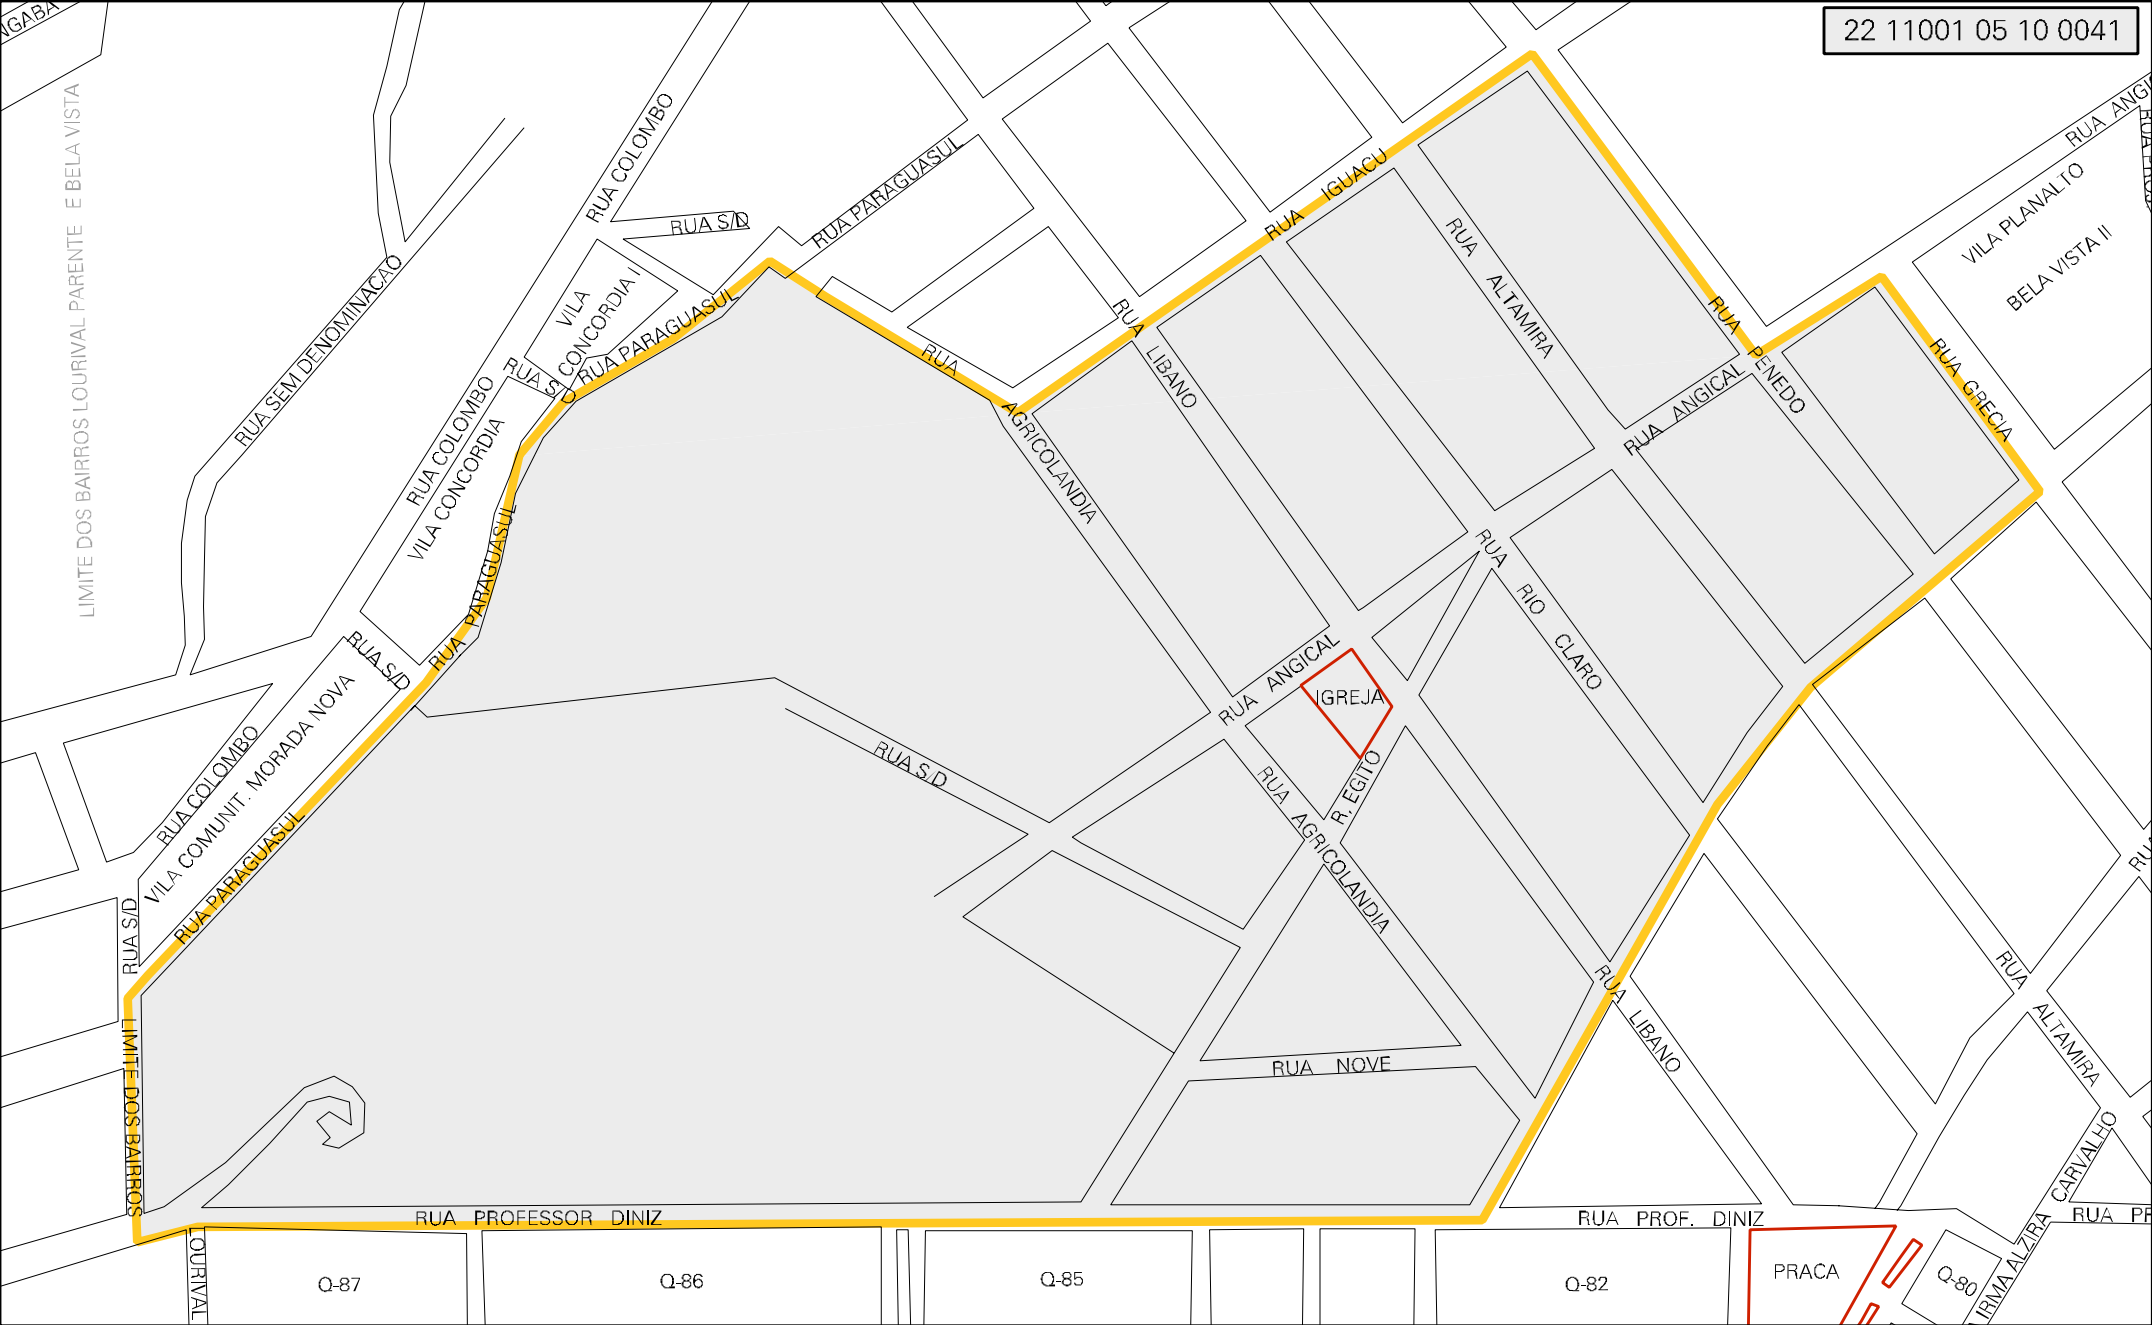 22 11001 05 10 0041
LIMITE DOS BAIRROS LOURIVAL PARENTE E BELA VISTA
RUA COLOMBO
RUA PARAGUASUL
RUA S/D
RUA IGUACU
RUA ALTAMIRA
VILA PLANALTO
BELA VISTA II
VILA
CONCORDIA I
RUA PARAGUASUL
RUA S/D
RUA SEM DENOMINACAO
RUA COLOMBO
VILA CONCORDIA
RUA AGRICOLANDIA
RUA LIBANO
RUA PENEDO
RUA ANGICAL
RUA GRECIA
RUA PARAGUASUL
RUA S/D
RUA RIO CLARO
RUA ANGICAL
IGREJA
R. EGITO
RUA COLOMBO
VILA COMUNIT. MORADA NOVA
RUA PARAGUASUL
RUA S/D
RUA S/D
RUA AGRICOLANDIA
RUA LIBANO
RUA ALTAMIRA
LIMITE DOS BAIRROS
RUA NOVE
RUA PROFESSOR DINIZ
RUA PROF. DINIZ
IRMA ALZIRA CARVALHO
LOURIVAL
Q-87
Q-86
Q-85
Q-82
PRACA
Q-80